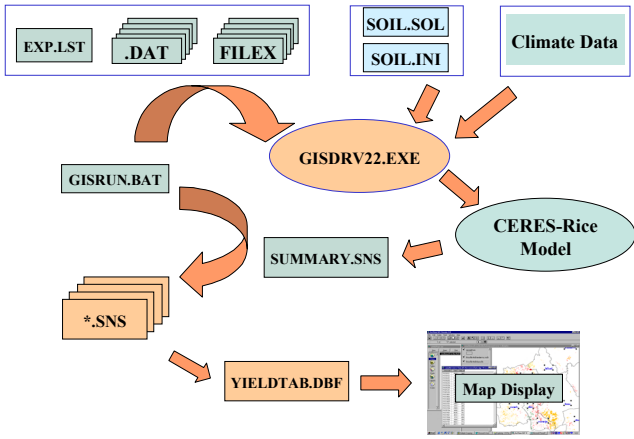 EXP.LST
.DAT
FILEX
SOIL.SOL
SOIL.INI
Climate Data
GISDRV22.EXE
GISRUN.BAT
CERES-Rice
Model
SUMMARY.SNS
*.SNS
YIELDTAB.DBF
Map Display